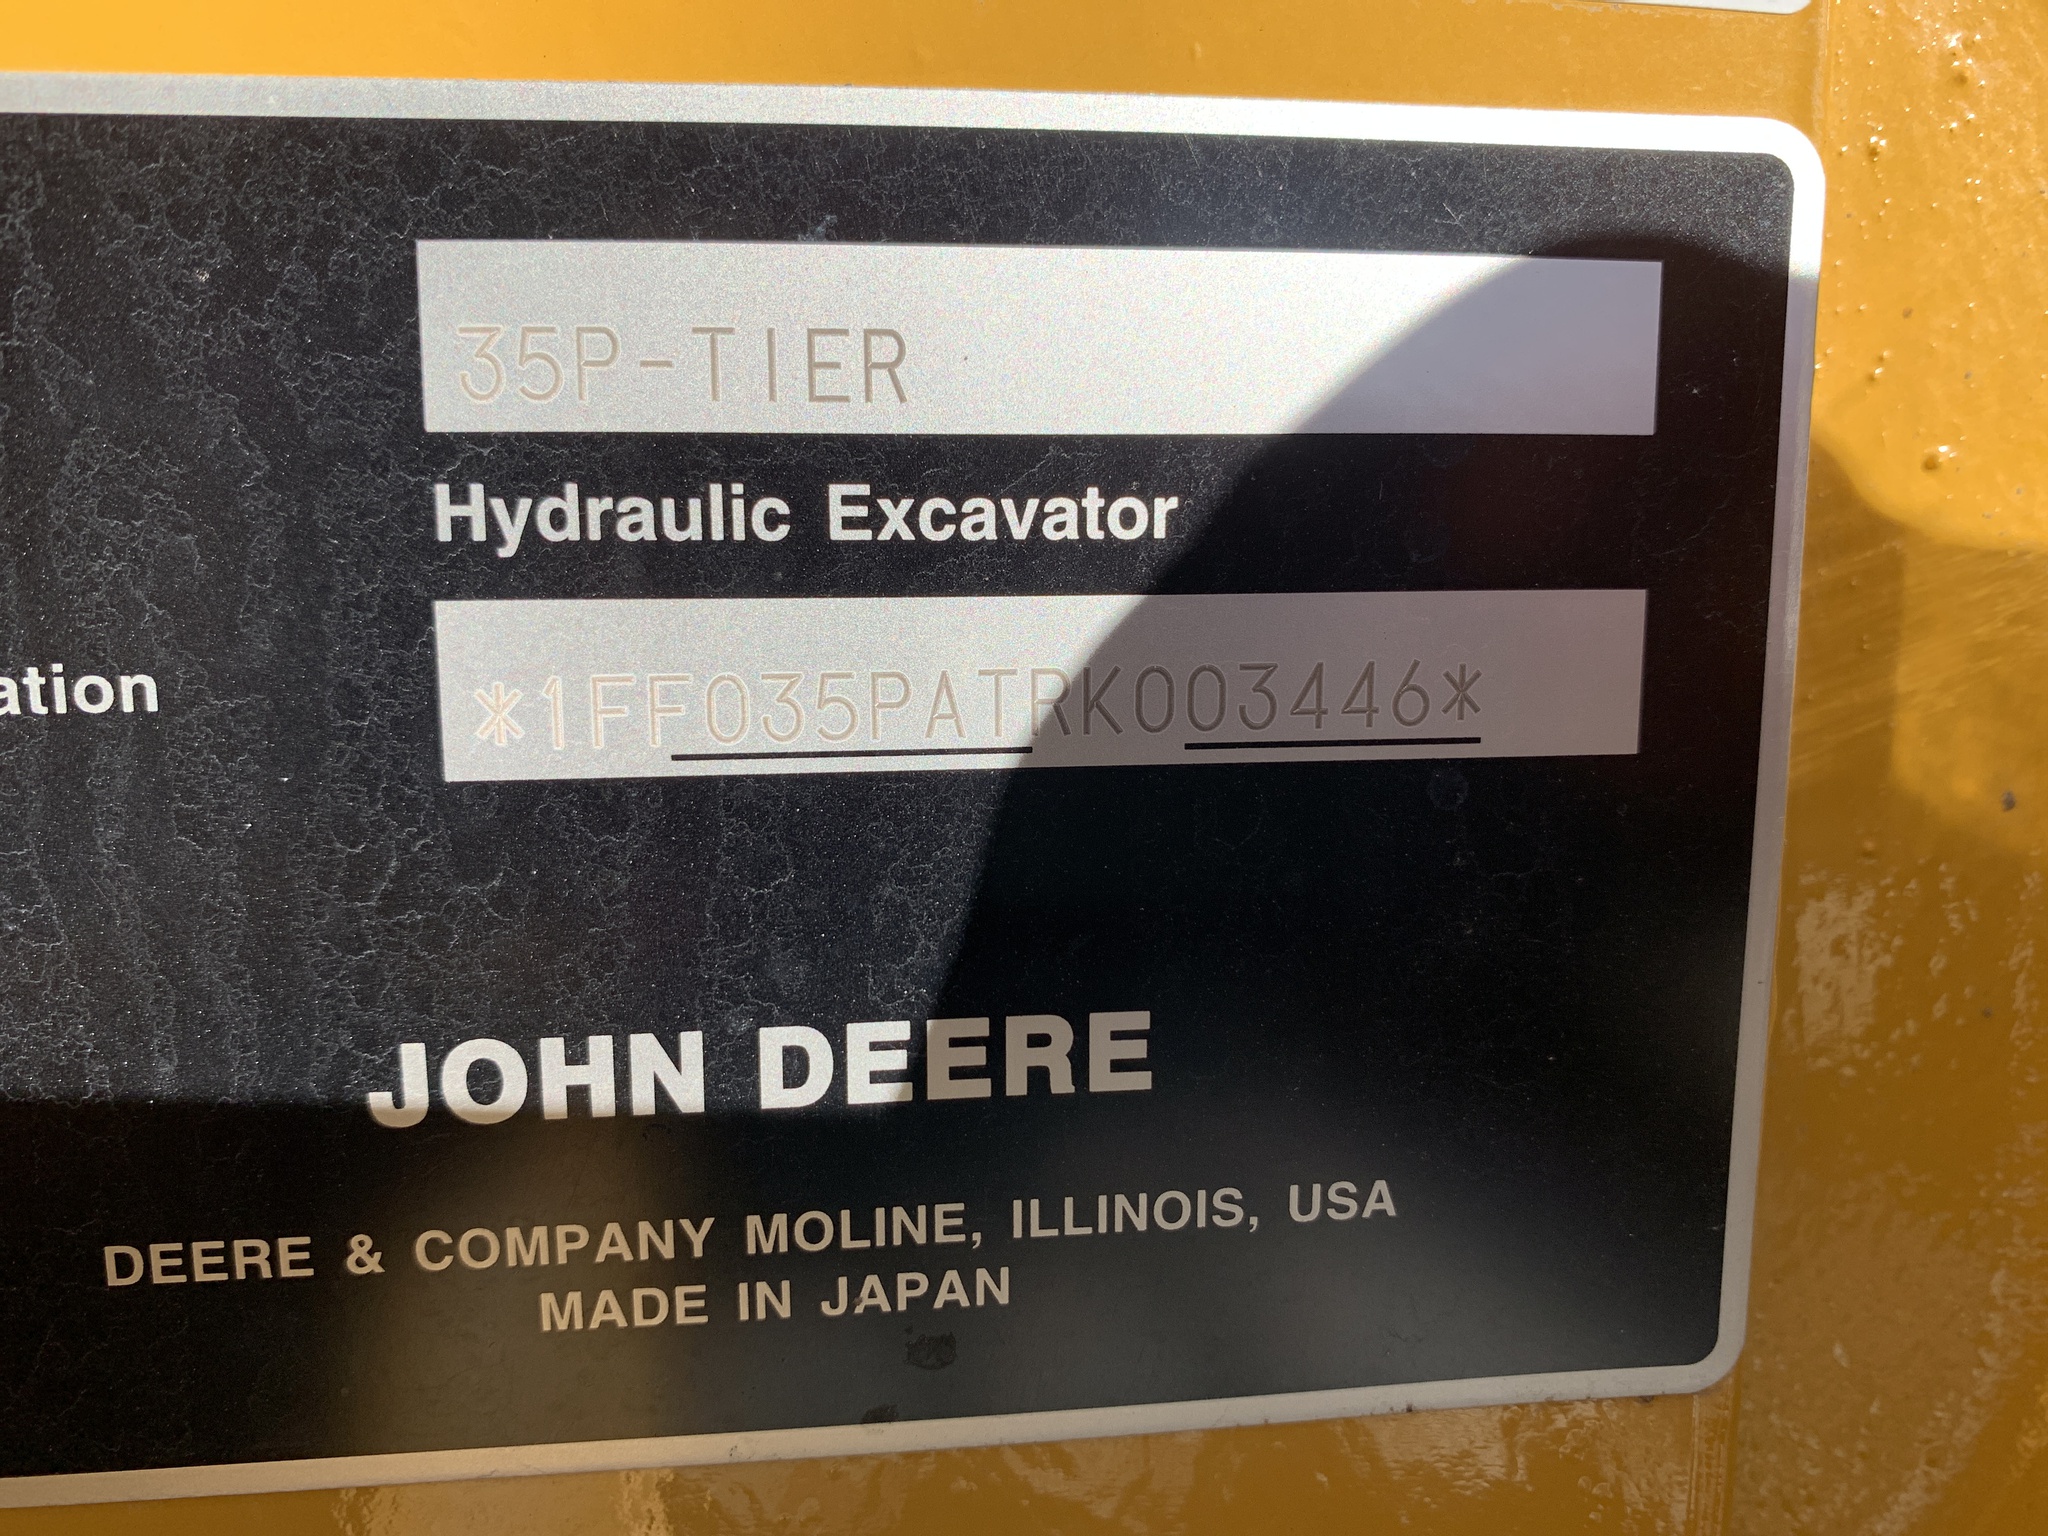 35P-TIER
Hydraulic Excavator
ation
*1FF035PATRK003446*
JOHN DEERE
DEERE & COMPANY MOLINE, ILLINOIS, USA
MADE IN JAPAN